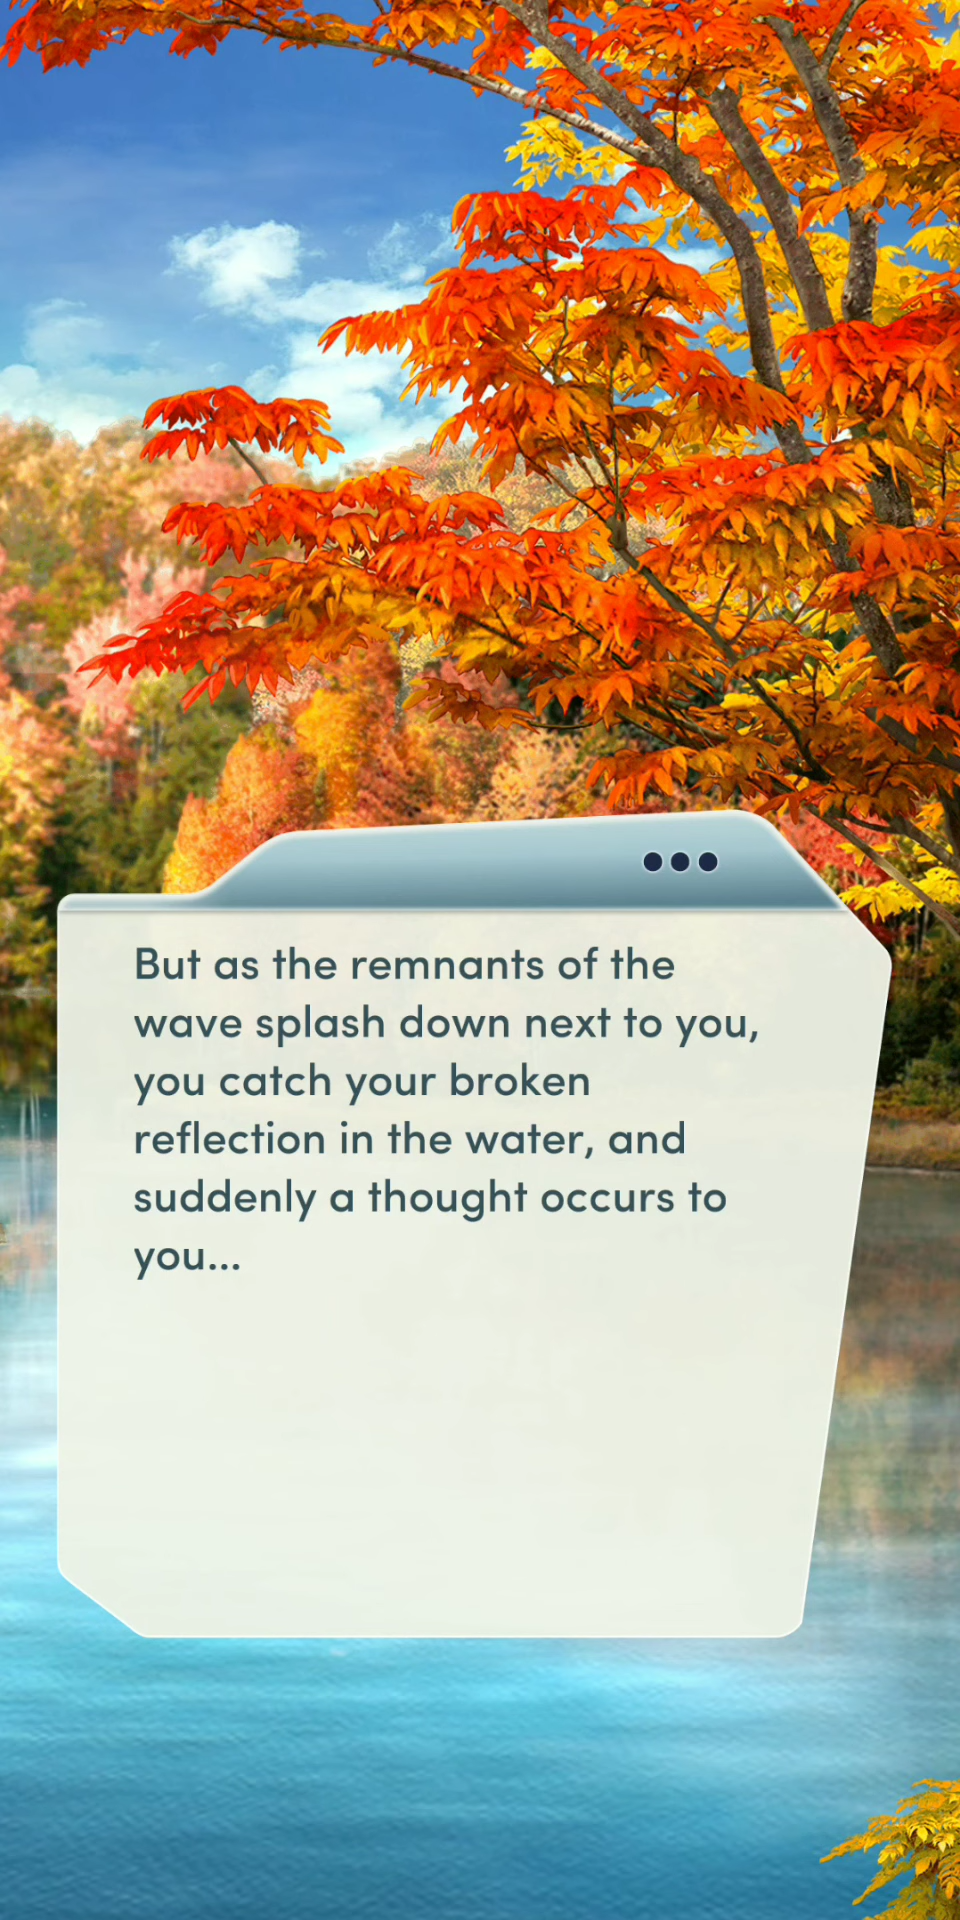 But as the remnants of the
wave splash down next to you,
you catch your broken
reflection in the water, and
suddenly a thought occurs to
you...